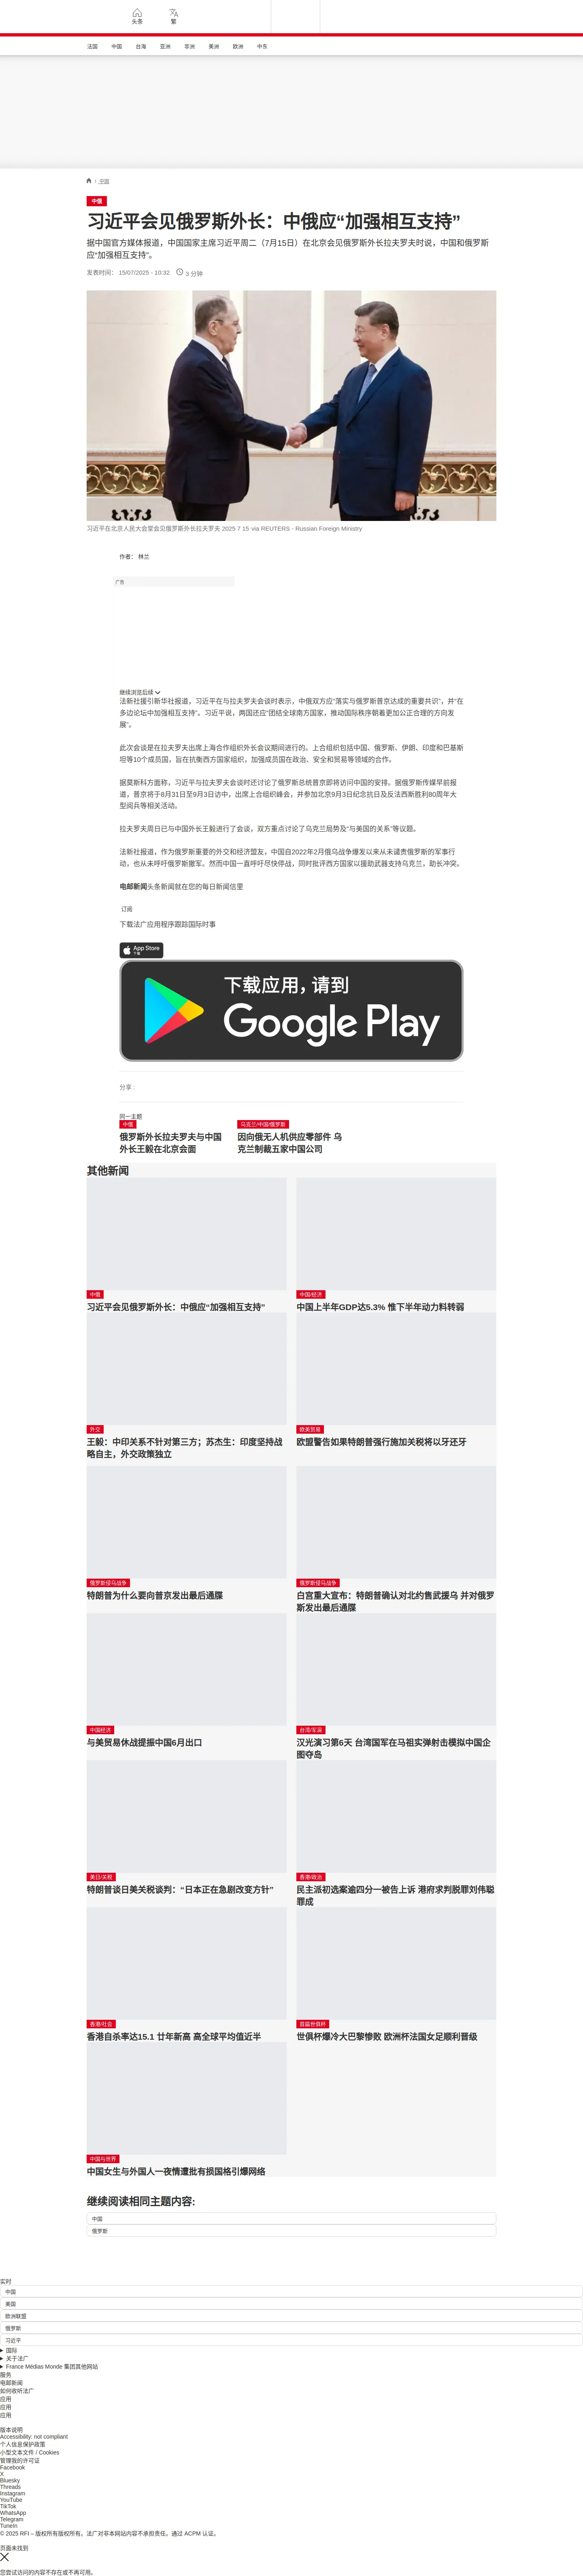 头条
繁
法国 中国 台海 亚洲 非洲 美洲 欧洲 中东
/ 中国
中俄
习近平会见俄罗斯外长：中俄应“加强相互支持”
据中国官方媒体报道，中国国家主席习近平周二（7月15日）在北京会见俄罗斯外长拉夫罗夫时说，中国和俄罗斯
应“加强相互支持”。
发表时间： 15/07/2025 - 10:32 3 分钟
习近平在北京人民大会堂会见俄罗斯外长拉夫罗夫 2025 7 15 via REUTERS - Russian Foreign Ministry
作者： 林兰
广告
继续浏览后续
法新社援引新华社报道，习近平在与拉夫罗夫会谈时表示，中俄双方应“落实与俄罗斯普京达成的重要共识”，并“在
多边论坛中加强相互支持”。习近平说，两国还应“团结全球南方国家，推动国际秩序朝着更加公正合理的方向发
展”。
此次会谈是在拉夫罗夫出席上海合作组织外长会议期间进行的。上合组织包括中国、俄罗斯、伊朗、印度和巴基斯
坦等10个成员国，旨在抗衡西方国家组织，加强成员国在政治、安全和贸易等领域的合作。
据莫斯科方面称，习近平与拉夫罗夫会谈时还讨论了俄罗斯总统普京即将访问中国的安排。据俄罗斯传媒早前报
道，普京将于8月31日至9月3日访中，出席上合组织峰会，并参加北京9月3日纪念抗日及反法西斯胜利80周年大
型阅兵等相关活动。
拉夫罗夫周日已与中国外长王毅进行了会谈，双方重点讨论了乌克兰局势及“与美国的关系”等议题。
法新社报道，作为俄罗斯重要的外交和经济盟友，中国自2022年2月俄乌战争爆发以来从未谴责俄罗斯的军事行
动，也从未呼吁俄罗斯撤军。然而中国一直呼吁尽快停战，同时批评西方国家以援助武器支持乌克兰，助长冲突。
电邮新闻头条新闻就在您的每日新闻信里
订阅
下载法广应用程序跟踪国际时事
App Store
下载
下载应用，请到
Google Play
分享 :
同一主题
中俄
俄罗斯外长拉夫罗夫与中国
外长王毅在北京会面
乌克兰/中国/俄罗斯
因向俄无人机供应零部件 乌
克兰制裁五家中国公司
其他新闻
中俄
习近平会见俄罗斯外长：中俄应“加强相互支持”
中国/经济
中国上半年GDP达5.3% 惟下半年动力料转弱
外交
王毅：中印关系不针对第三方；苏杰生：印度坚持战
略自主，外交政策独立
欧美贸易
欧盟警告如果特朗普强行施加关税将以牙还牙
俄罗斯侵乌战争
特朗普为什么要向普京发出最后通牒
俄罗斯侵乌战争
白宫重大宣布：特朗普确认对北约售武援乌 并对俄罗
斯发出最后通牒
中国经济
与美贸易休战提振中国6月出口
台湾/军演
汉光演习第6天 台湾国军在马祖实弹射击模拟中国企
图夺岛
美日/关税
特朗普谈日美关税谈判：“日本正在急剧改变方针”
香港/政治
民主派初选案逾四分一被告上诉 港府求判脱罪刘伟聪
罪成
香港/社会
香港自杀率达15.1 廿年新高 高全球平均值近半
首届世俱杯
世俱杯爆冷大巴黎惨败 欧洲杯法国女足顺利晋级
中国与世界
中国女生与外国人一夜情遭批有损国格引爆网络
继续阅读相同主题内容:
中国
俄罗斯
实时
中国
美国
欧洲联盟
俄罗斯
习近平
国际
关于法广
France Médias Monde 集团其他网站
服务
电邮新闻
如何收听法广
应用
应用
应用
版本说明
Accessibility: not compliant
个人信息保护政策
小型文本文件 / Cookies
管理我的许可证
Facebook
X
Bluesky
Threads
Instagram
YouTube
TikTok
WhatsApp
Telegram
TuneIn
© 2025 RFI – 版权所有版权所有。法广对非本网站内容不承担责任。通过 ACPM 认证。
页面未找到
您尝试访问的内容不存在或不再可用。